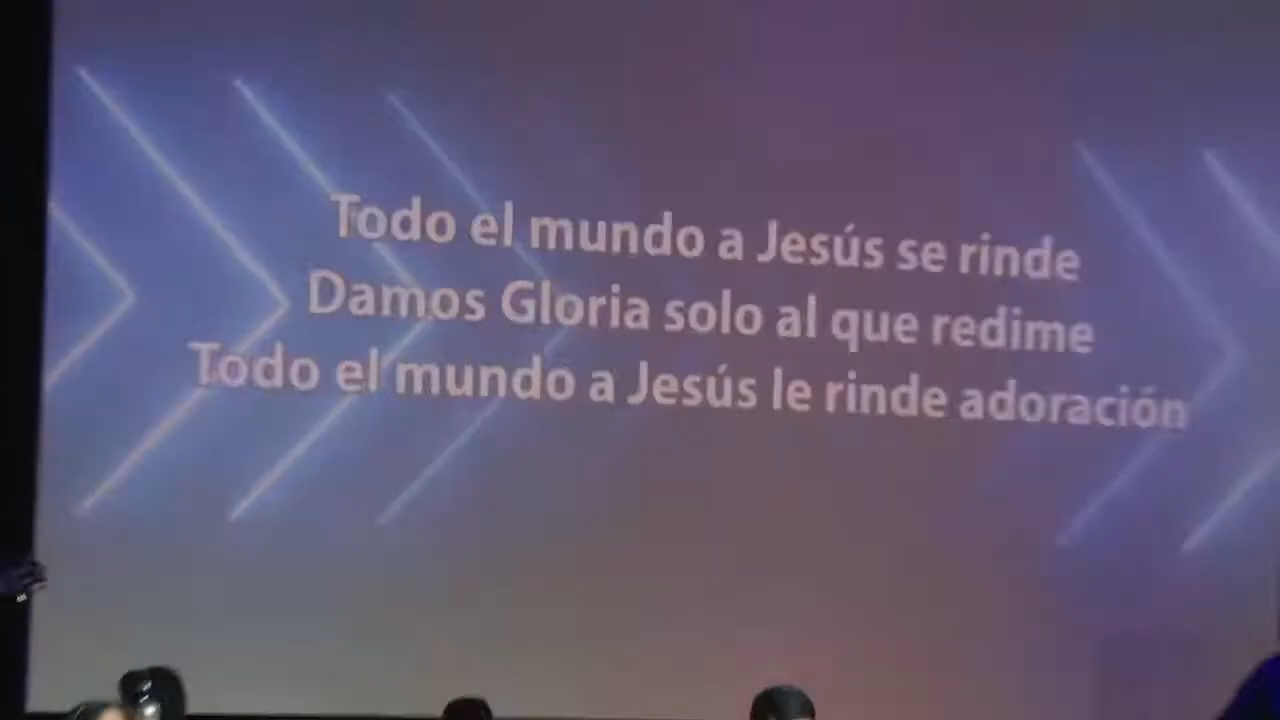 Todo el mundo a Jesús se rinde
Damos Gloria solo al que redime
Todo el mundo a Jesús le rinde adoración